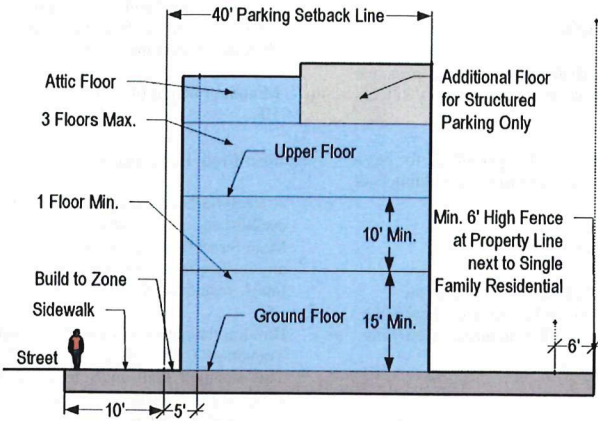 40' Parking Setback Line
Attic Floor
Additional Floor
for Structured
Parking Only
3 Floors Max.
Upper Floor
1 Floor Min.
10' Min.
Min. 6' High Fence
at Property Line
next to Single
Family Residential
Build to Zone
Sidewalk
Ground Floor
15' Min.
Street
6'
10'
5'